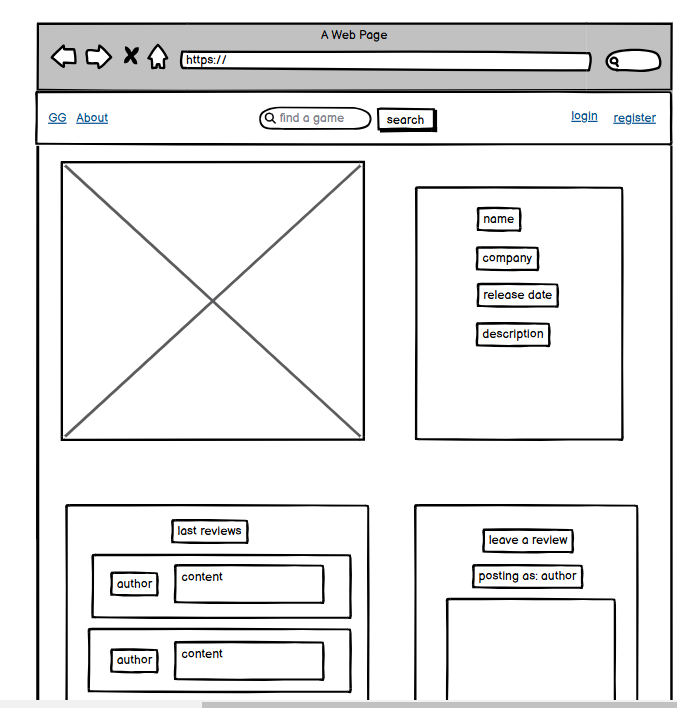 A Web Page
https://
GG About find a game search login register
name
company
release date
description
last reviews
author content
author content
leave a review
posting as: author